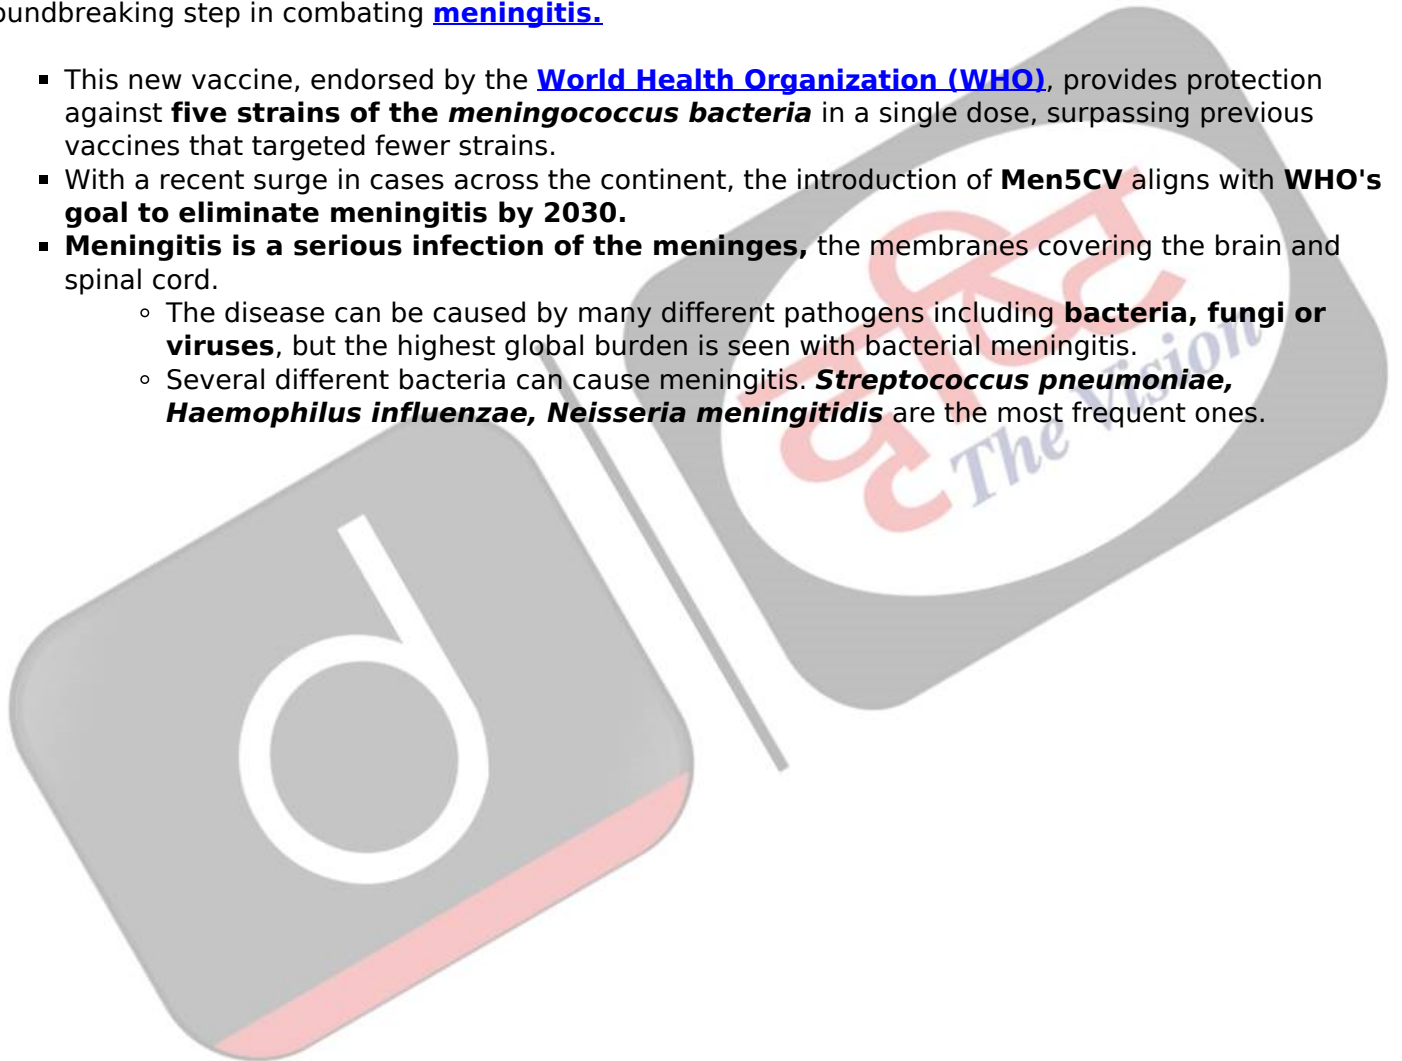 oundbreaking step in combating meningitis.
This new vaccine, endorsed by the World Health Organization (WHO), provides protection
against five strains of the meningococcus bacteria in a single dose, surpassing previous
vaccines that targeted fewer strains.
With a recent surge in cases across the continent, the introduction of Men5CV aligns with WHO's
goal to eliminate meningitis by 2030.
Meningitis is a serious infection of the meninges, the membranes covering the brain and
spinal cord.
The disease can be caused by many different pathogens including bacteria, fungi or
viruses, but the highest global burden is seen with bacterial meningitis.
Several different bacteria can cause meningitis. Streptococcus pneumoniae,
Haemophilus influenzae, Neisseria meningitidis are the most frequent ones.
दृष्टि
The Vision
d